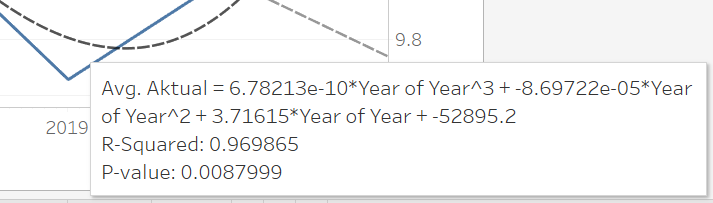 9.8
Avg. Aktual = 6.78213e-10*Year of Year^3 + -8.69722e-05*Year
of Year^2 + 3.71615*Year of Year + -52895.2
2019
R-Squared: 0.969865
P-value: 0.0087999